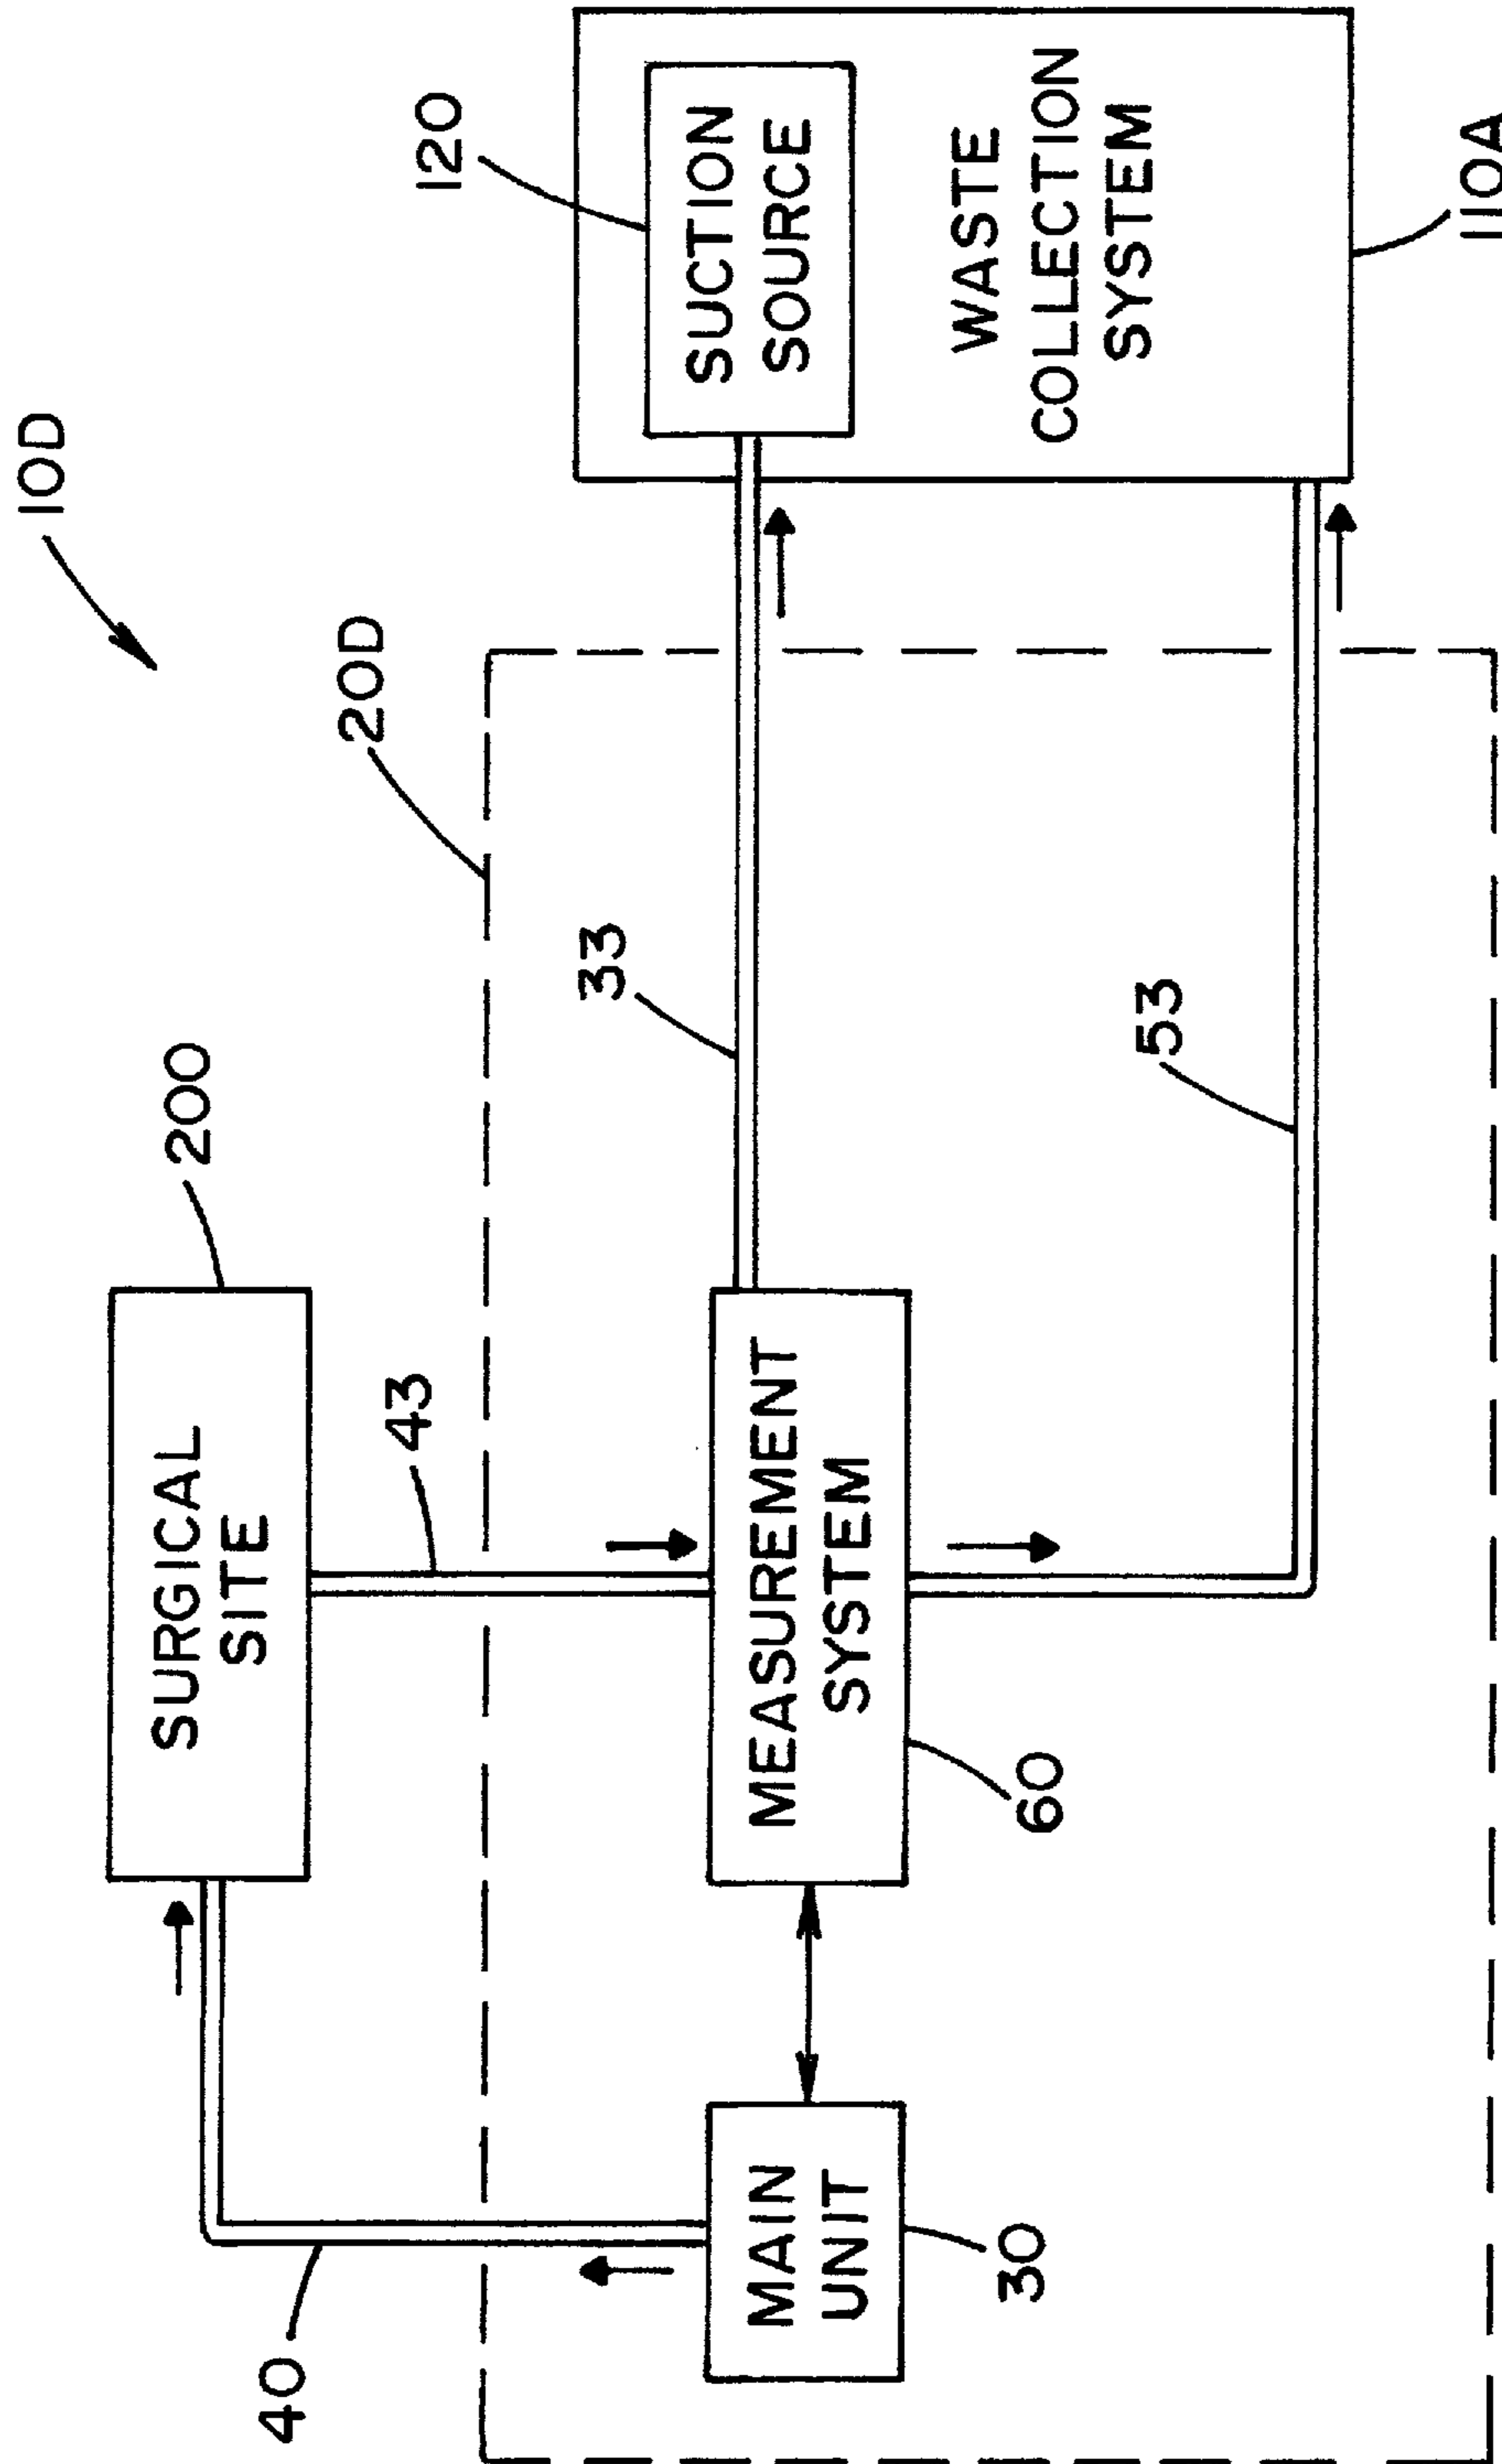 10D
20D
200
SURGICAL
SITE
40
43
33
120
SUCTION
SOURCE
WASTE
COLLECTION
SYSTEM
110A
MEASUREMENT
SYSTEM
60
MAIN
UNIT
30
53